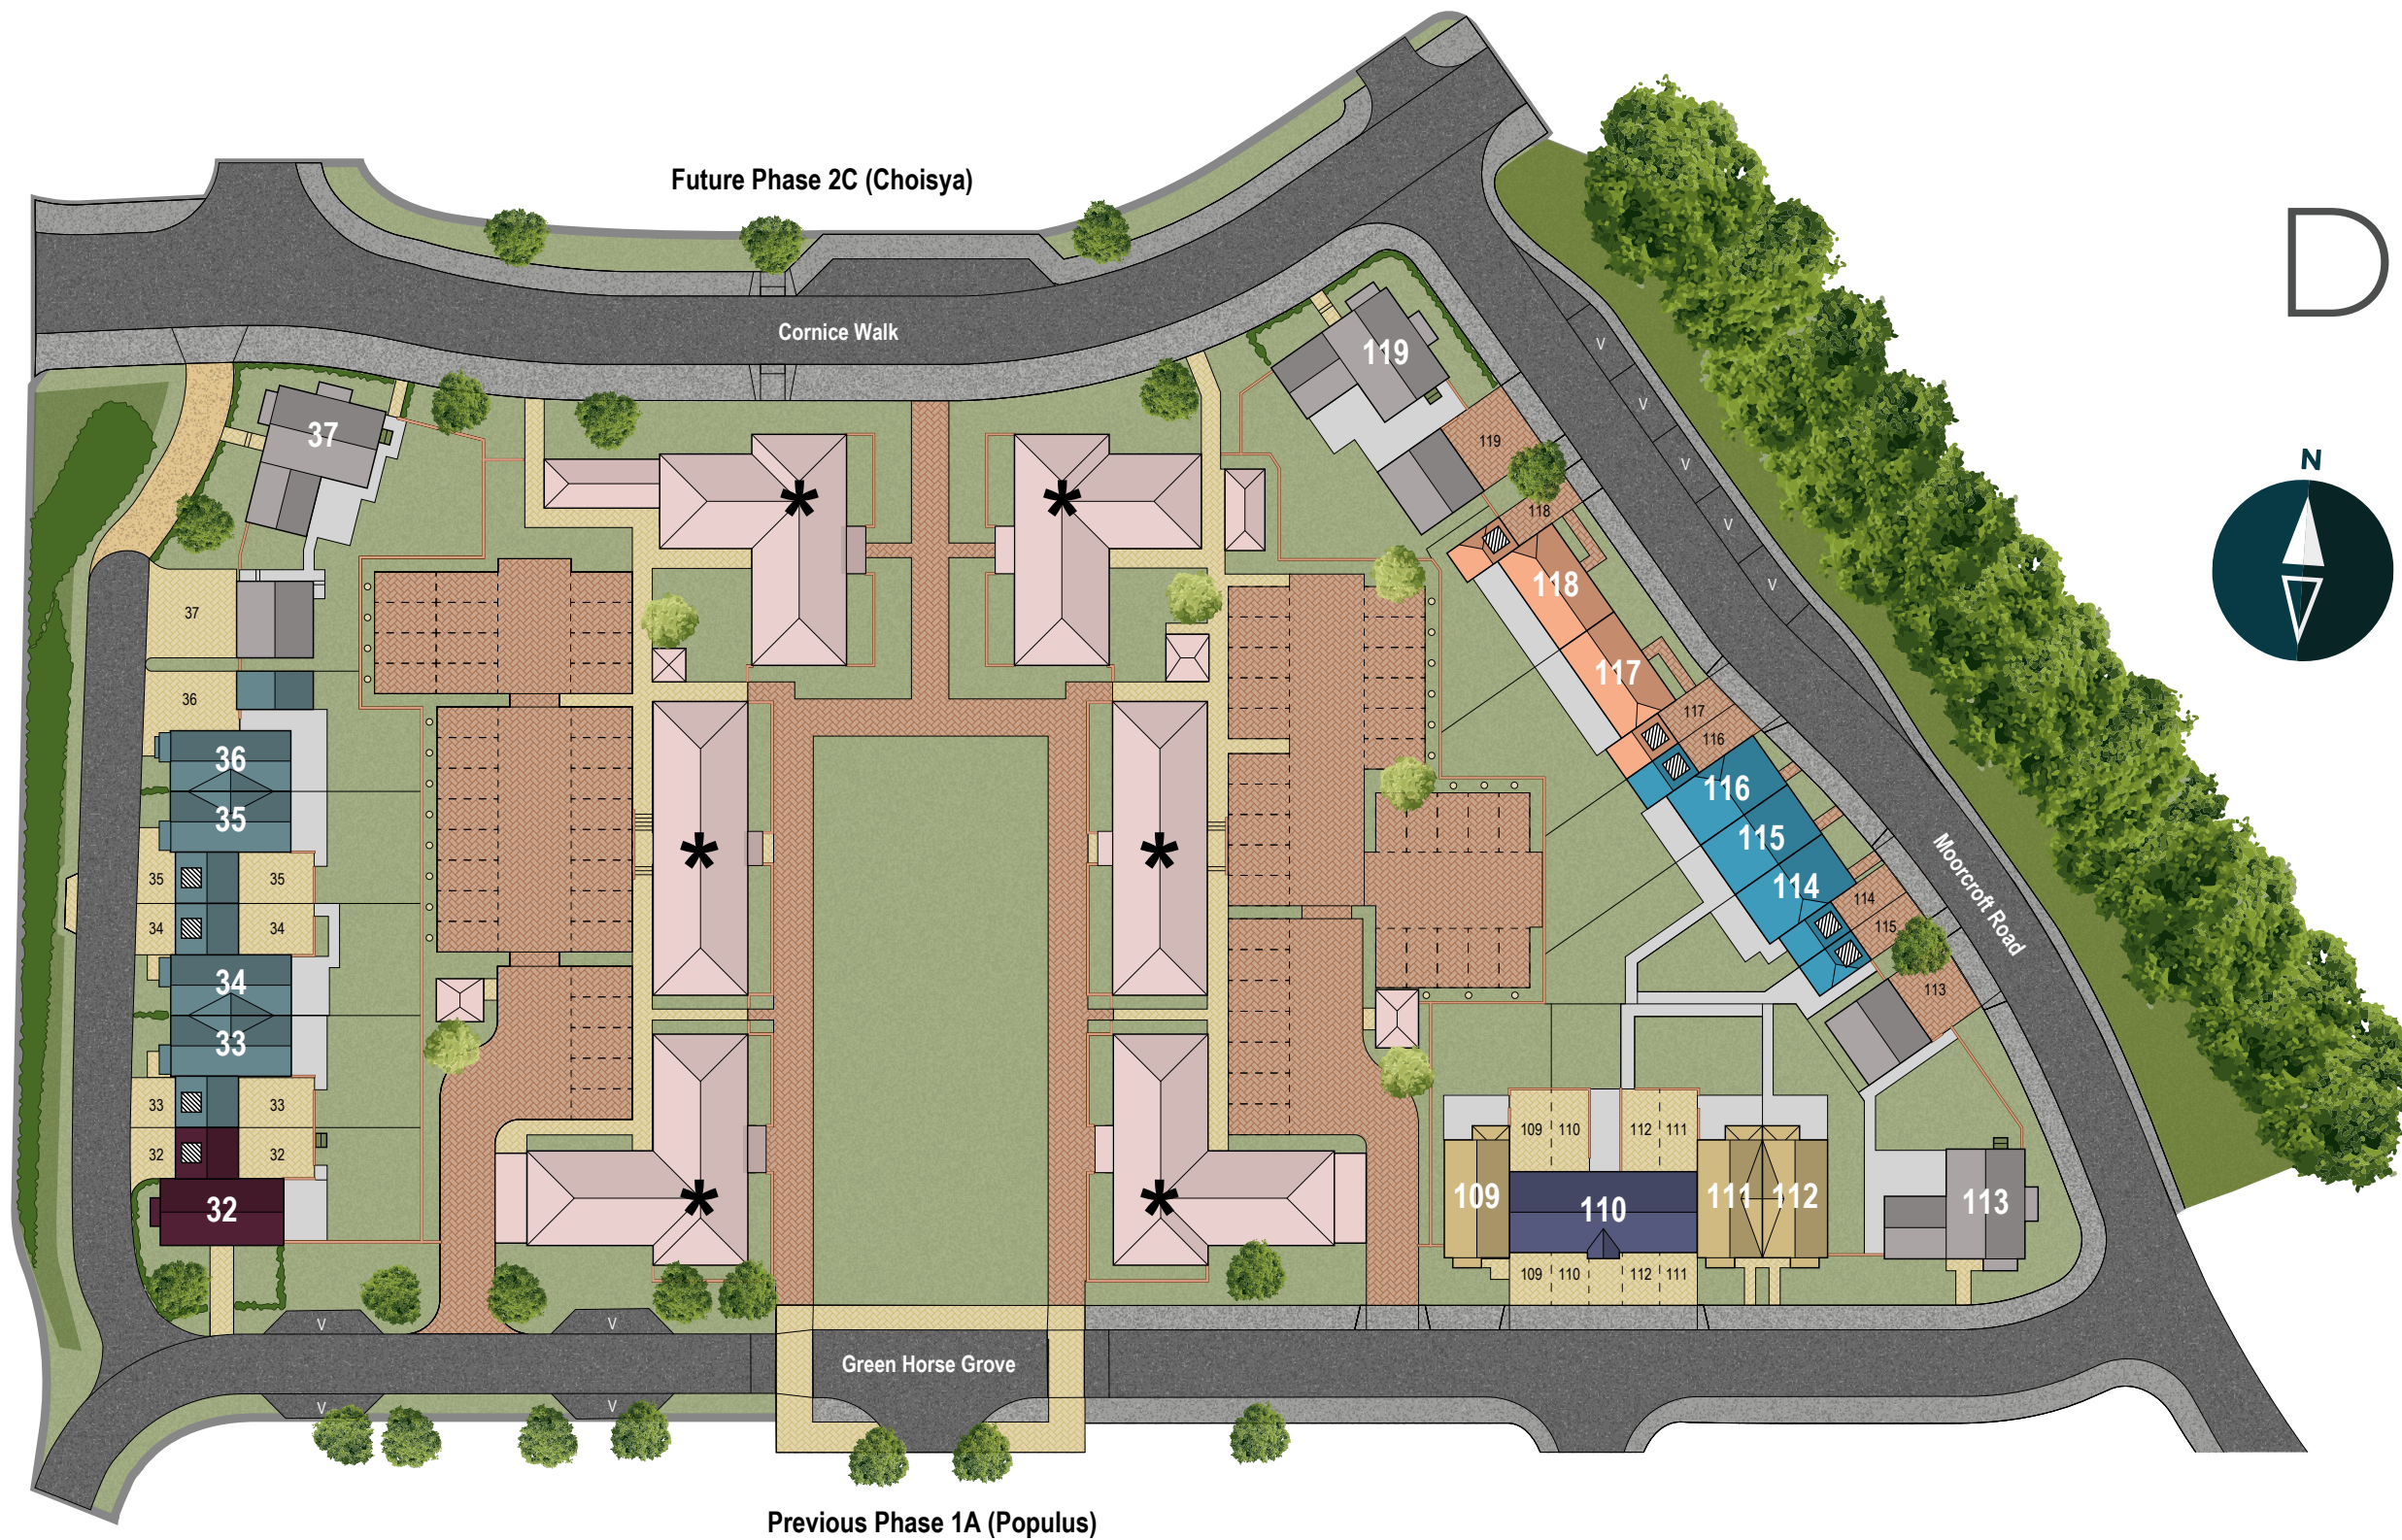 Future Phase 2C (Choisya)
D
Cornice Walk
N
119
37
119
118
118
37
117
36
117
116
36
116
35
115
35
35
114
114
34
34
115
Moorcroft Road
34
113
33
33
33
109
110
112
111
32
32
109
111
112
113
32
110
109
110
112
111
V
V
V
V
V
V
V
Green Horse Grove
V
V
Previous Phase 1A (Populus)